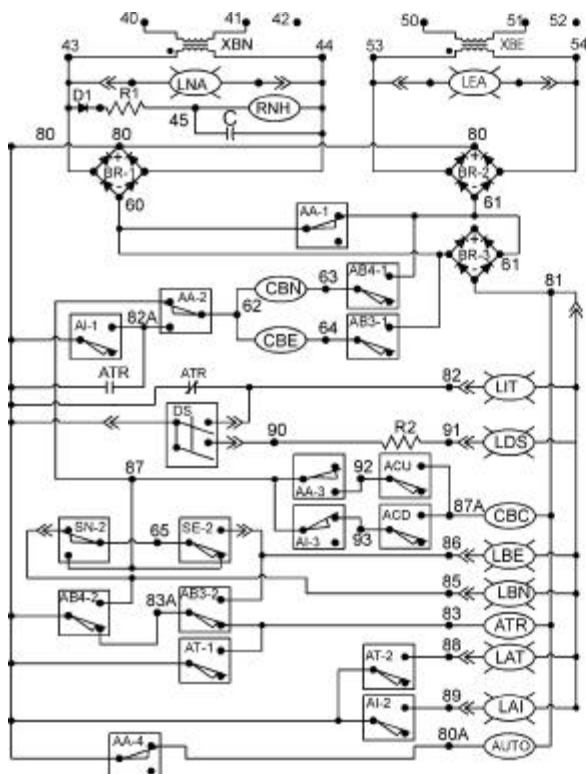 40 41 42 50 51 52
XBN XBE
43 44 53 54
LNA LEA
D1 R1
RNH
45 C
80 80 80
+ +
BR-1 BR-2
- -
60 61
AA-1
+
BR-3
-
61
81
AA-2 CBN 63 AB4-1
62
82A
AI-1 CBE 64 AB3-1
ATR ATR 82 LIT
DS
90 R2 91 LDS
87 92 ACU
AA-3
87A CBC
AI-3 93 ACD
SN-2 65 SE-2 86 LBE
85 LBN
AB4-2 83A AB3-2 83 ATR
AT-1 AT-2 88 LAT
AI-2 89 LAI
80A
AA-4 AUTO